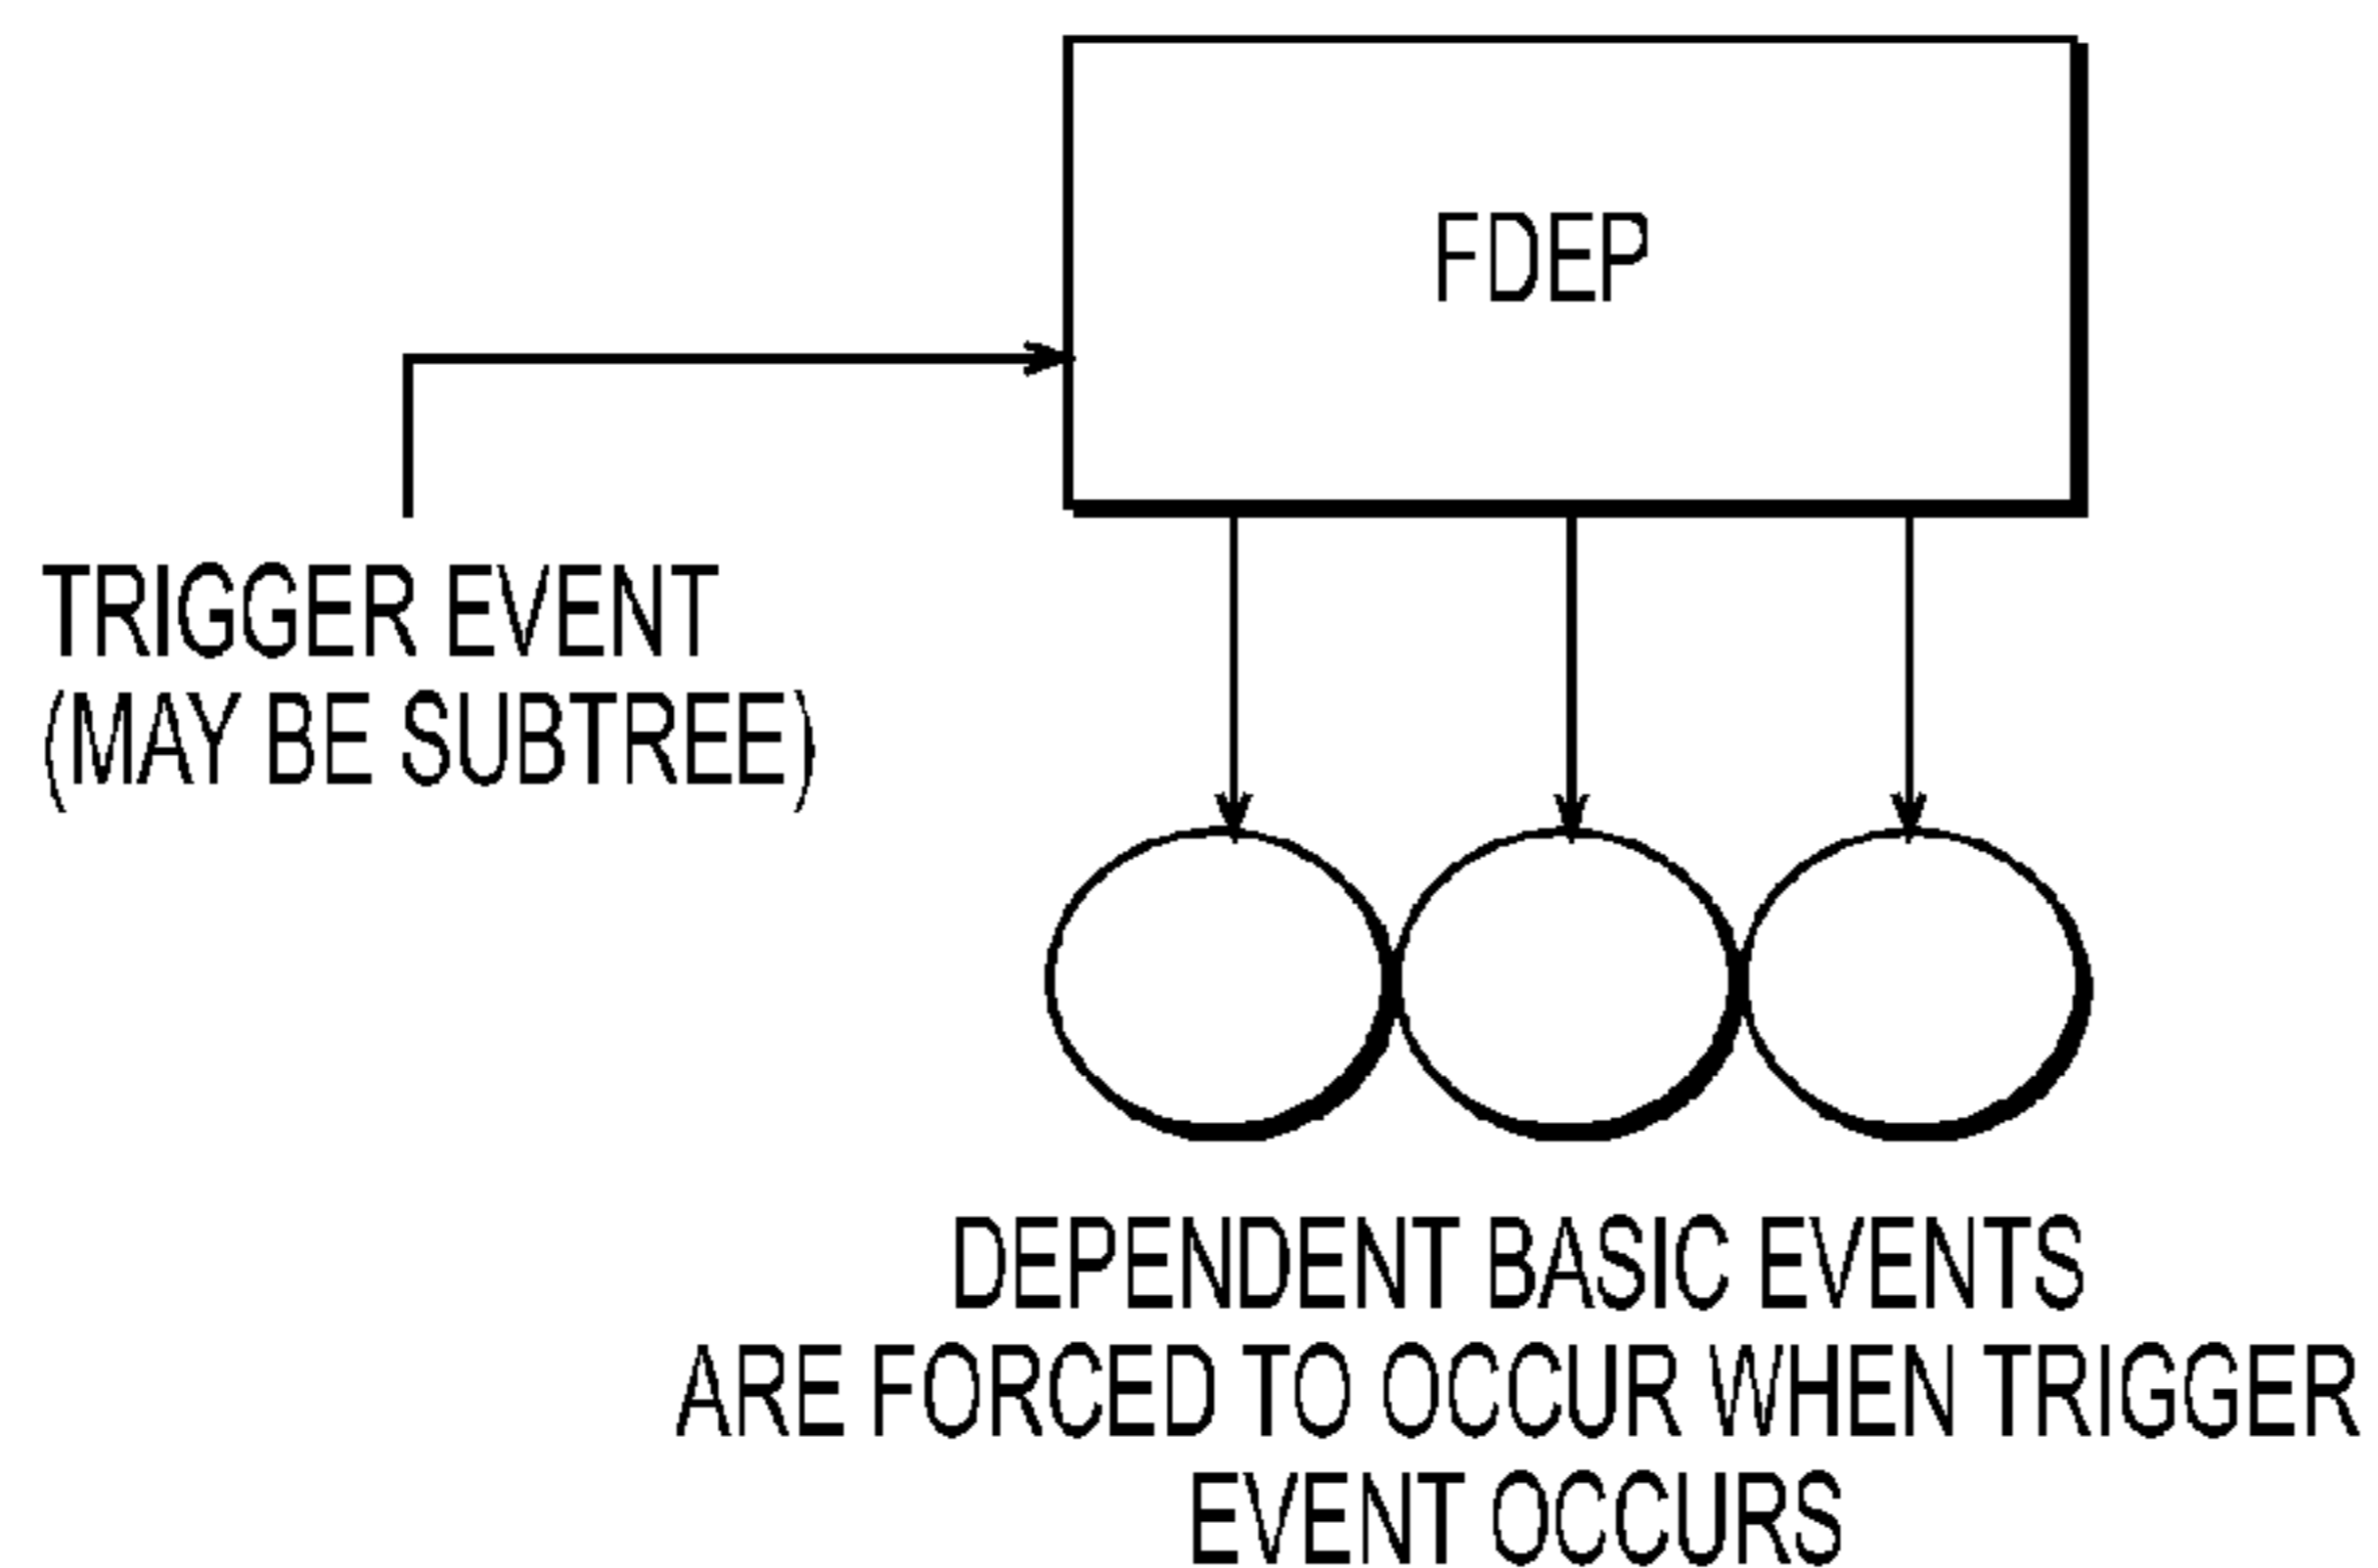 FDEP
TRIGGER EVENT
(MAY BE SUBTREE)
DEPENDENT BASIC EVENTS
ARE FORCED TO OCCUR WHEN TRIGGER
EVENT OCCURS